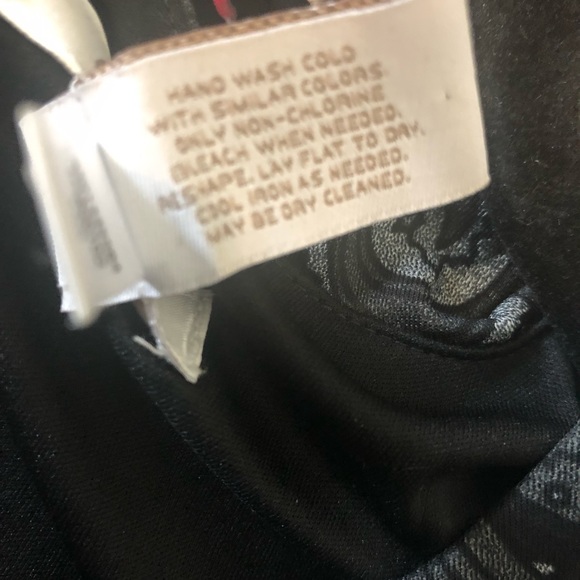 HAND WASH COLD
WITH SIMILAR COLORS.
ONLY NON-CHLORINE
BLEACH WHEN NEEDED.
RESHAPE, LAY FLAT TO DRY.
COOL IRON AS NEEDED.
MAY BE DRY CLEANED.